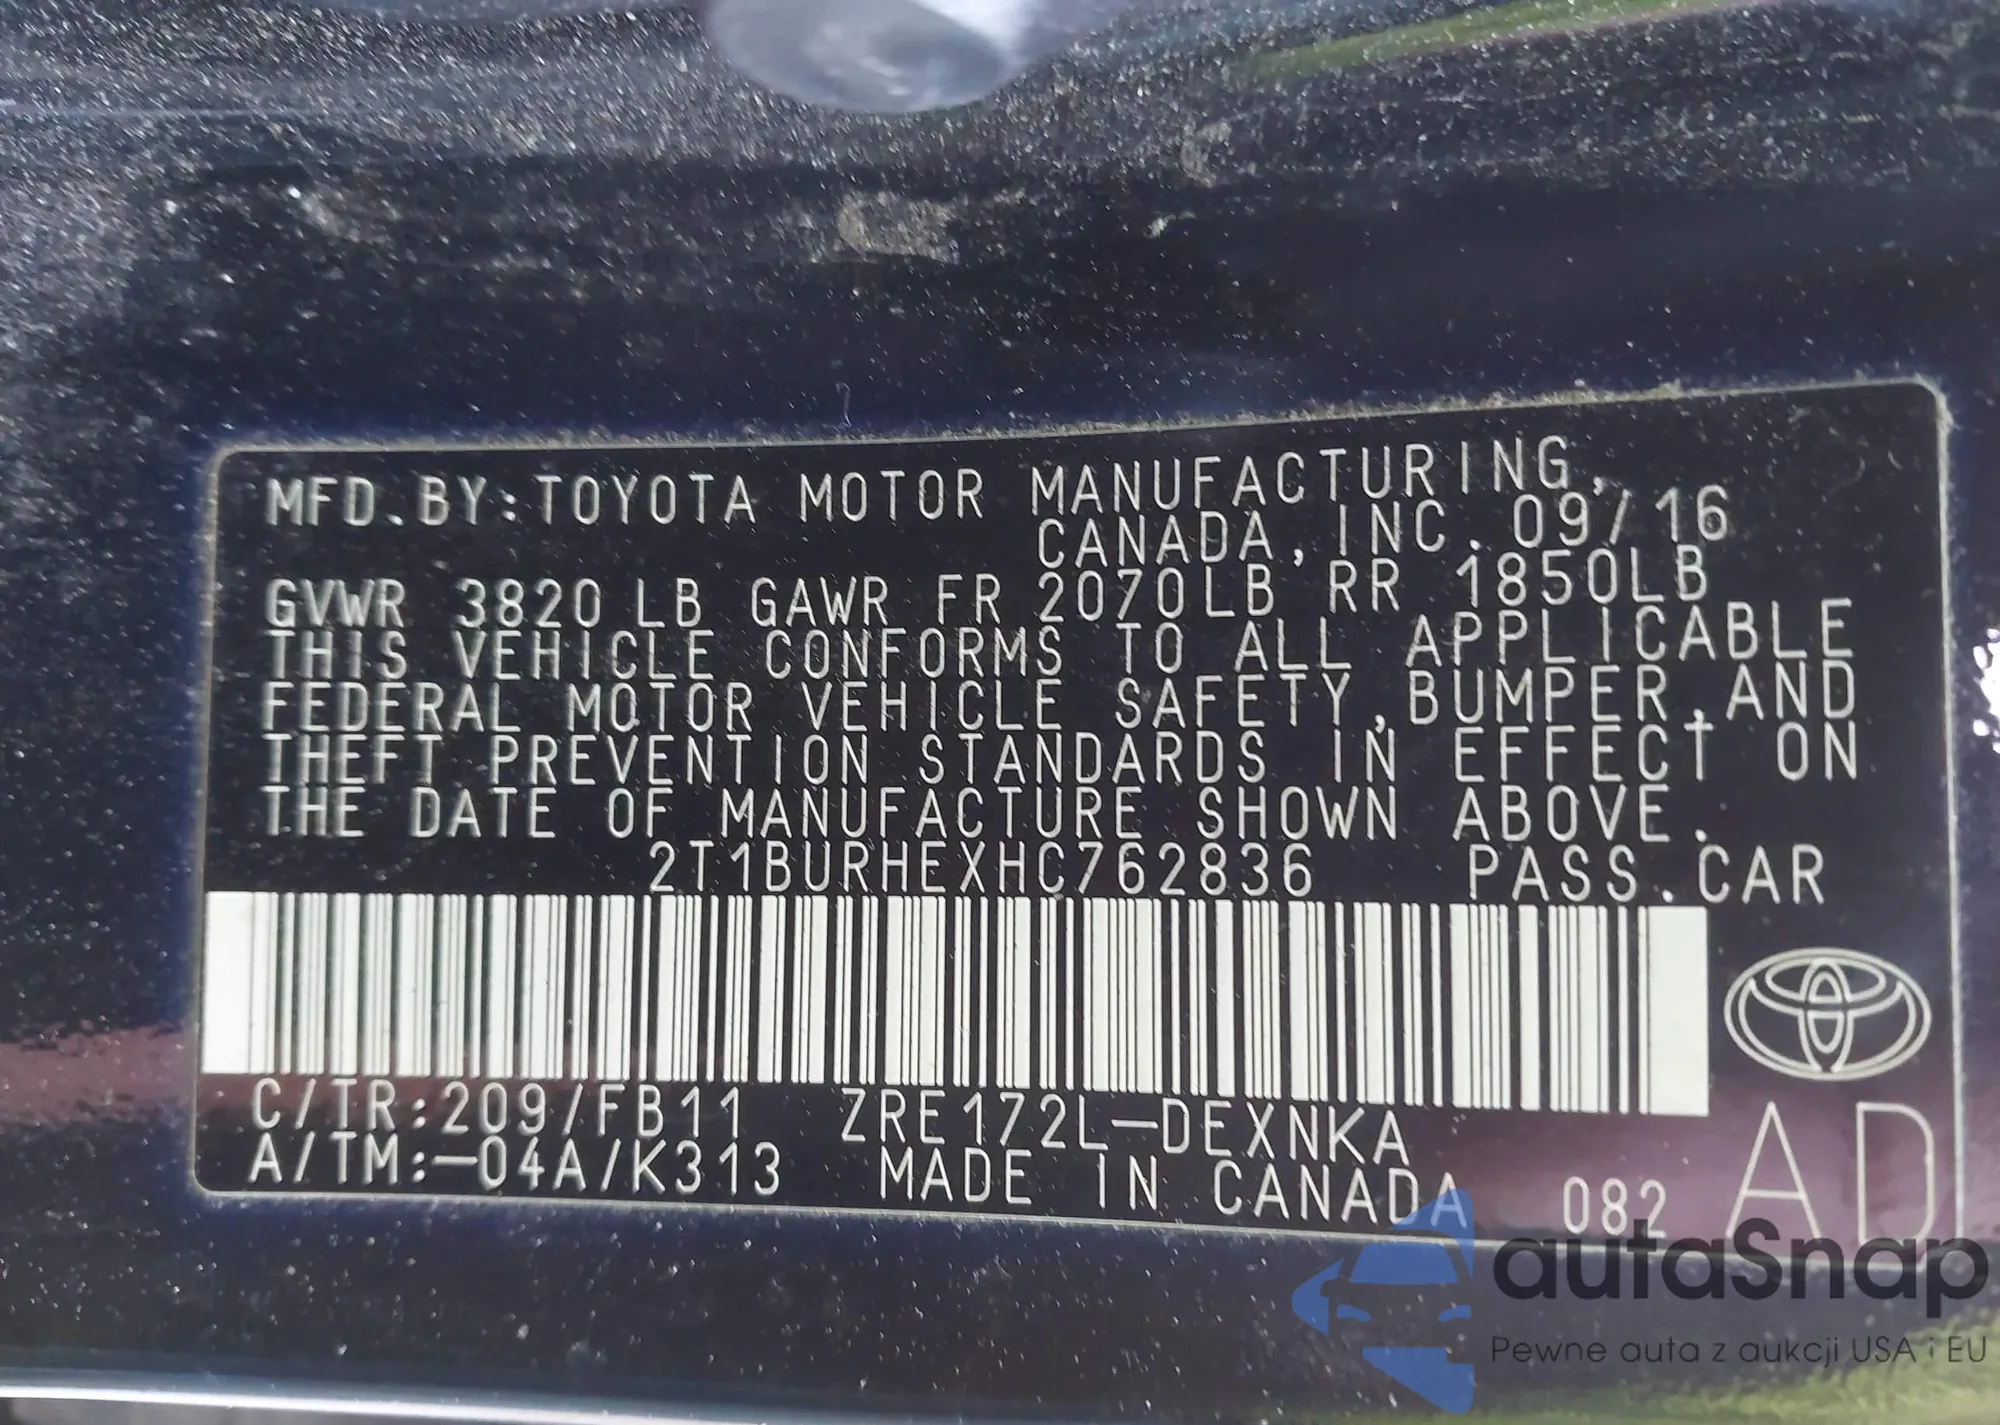 MFD.BY:TOYOTA MOTOR MANUFACTURING,
CANADA,INC. 09/16
GVWR 3820 LB GAWR FR 2070LB RR 1850LB
THIS VEHICLE CONFORMS TO ALL APPLICABLE
FEDERAL MOTOR VEHICLE SAFETY,BUMPER,AND
THEFT PREVENTION STANDARDS IN EFFECT ON
THE DATE OF MANUFACTURE SHOWN ABOVE.
2T1BURHEXHC762836 PASS.CAR
C/TR:209/FB11 ZRE172L-DEXNKA
A/TM:-04A/K313 MADE IN CANADA 082
AD
autaSnap
Pewne auta z aukcji USA i EU